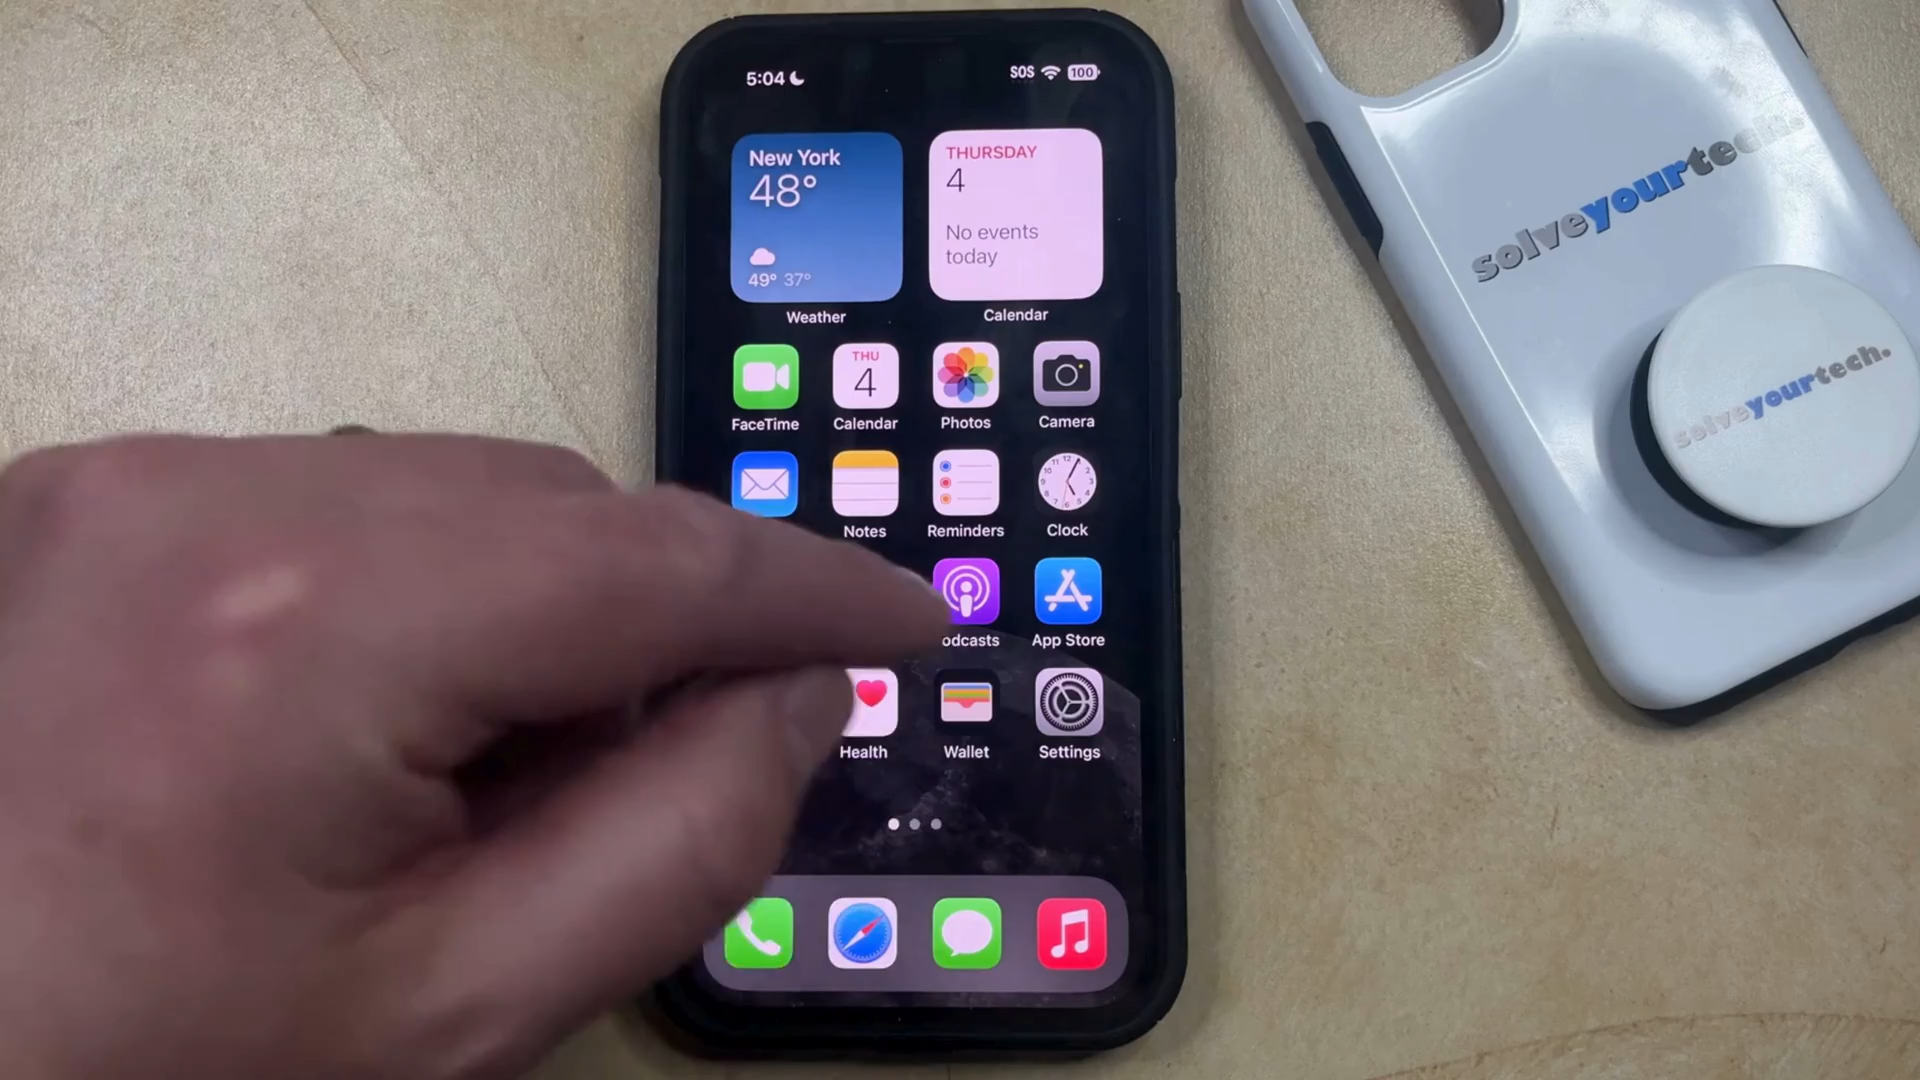 5:04
SOS
100
New York
48°
49° 37°
Weather
THURSDAY
4
No events
today
Calendar
FaceTime
THU
4
Calendar
Photos
Camera
Notes
Reminders
Clock
odcasts
App Store
Health
Wallet
Settings
solveyourtech.
solveyourtech.